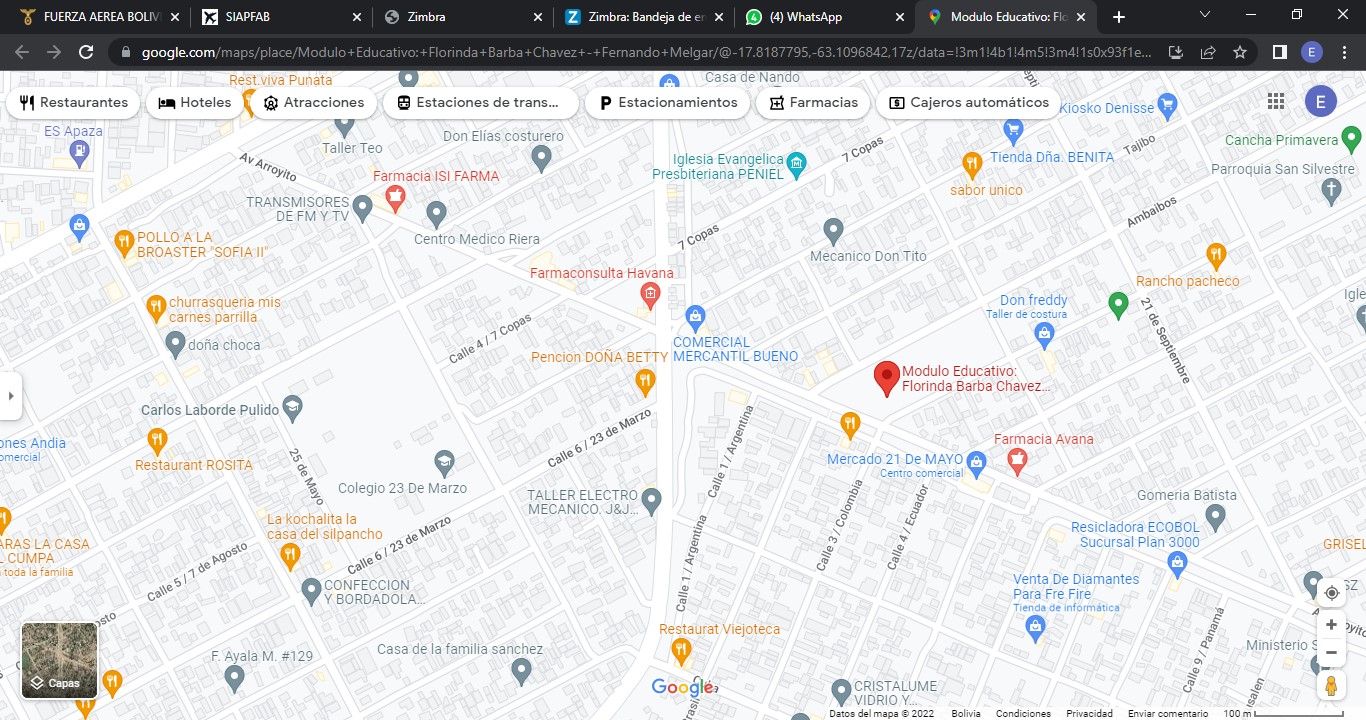 FUERZA AEREA BOLIVI
SIAPFAB
Zimbra
Zimbra: Bandeja de en
(4) WhatsApp
Modulo Educativo: Flo
google.com/maps/place/Modulo+Educativo:+Florinda+Barba+Chavez+-+Fernando+Melgar/@-17.8187795,-63.1096842,17z/data=!3m1!4b1!4m5!3m4!1s0x93f1e...
E
Rest.viva Punata
Casa de Nando
Restaurantes
Hoteles
Atracciones
Estaciones de trans...
Estacionamientos
Farmacias
Cajeros automáticos
Kiosko Denisse
E
ES Apaza
Taller Teo
Don Elías costurero
Tienda Dña. BENITA
Tajibo
Cancha Primavera
Av Arroyito
Farmacia ISI FARMA
Iglesia Evangelica
Presbiteriana PENIEL
7 Copas
sabor unico
Parroquia San Silvestre
TRANSMISORES
DE FM Y TV
Centro Medico Riera
7 Copas
Ambaibos
POLLO A LA
BROASTER "SOFIA II"
Mecanico Don Tito
Rancho pacheco
Farmaconsulta Havana
churrasqueria mis
carnes parrilla
Don freddy
Taller de costura
21 de Septiembre
Igle
doña choca
Calle 4 / 7 Copas
COMERCIAL
MERCANTIL BUENO
Pencion DOÑA BETTY
Modulo Educativo:
Florinda Barba Chavez...
Carlos Laborde Pulido
Calle 6 / 23 de Marzo
Calle 1 / Argentina
ones Andia
omercial
Restaurant ROSITA
25 de Mayo
Colegio 23 De Marzo
Mercado 21 De MAYO
Centro comercial
Farmacia Avana
TALLER ELECTRO
MECANICO. J&J...
Calle 3 / Colombia
Calle 4 / Ecuador
Gomeria Batista
La kochalita la
casa del silpancho
Calle 6 / 23 de Marzo
Calle 1 / Argentina
Resicladora ECOBOL
Sucursal Plan 3000
ARAS LA CASA
L CUMPA
a toda la familia
GRISEL
Calle 5 / 7 de Agosto
CONFECCION
Y BORDADOLA...
Venta De Diamantes
Para Fre Fire
Tienda de informática
SZ
osto
Restaurat Viejoteca
Calle 9 / Panamá
Arroyito
F. Ayala M. #129
Casa de la familia sanchez
Ministerio S
Capas
Google
CRISTALUME
VIDRIO Y...
Brasil
salen
Datos del mapa © 2022
Bolivia
Condiciones
Privacidad
Enviar comentario
100 m